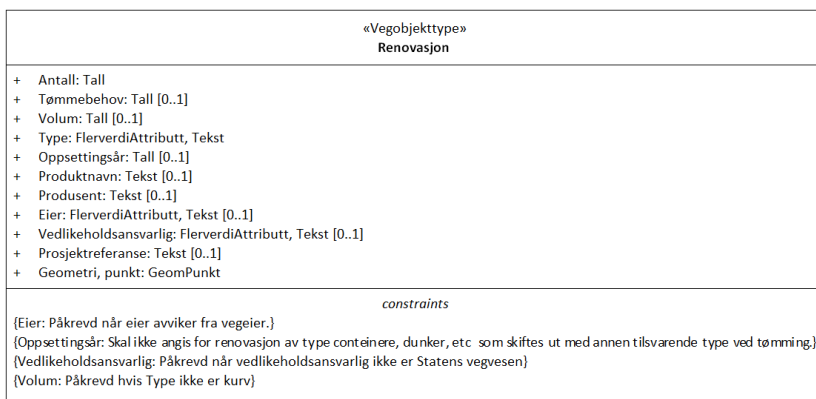 «Vegobjekttype»
Renovasjon
+ Antall: Tall
+ Tømmebehov: Tall [0..1]
+ Volum: Tall [0..1]
+ Type: FlerverdiAttributt, Tekst
+ Oppsettingsår: Tall [0..1]
+ Produktnavn: Tekst [0..1]
+ Produsent: Tekst [0..1]
+ Eier: FlerverdiAttributt, Tekst [0..1]
+ Vedlikeholdsansvarlig: FlerverdiAttributt, Tekst [0..1]
+ Prosjektreferanse: Tekst [0..1]
+ Geometri, punkt: GeomPunkt
constraints
{Eier: Påkrevd når eier avviker fra vegeier.}
{Oppsettingsår: Skal ikke angis for renovasjon av type conteinere, dunker, etc som skiftes ut med annen tilsvarende type ved tømming.}
{Vedlikeholdsansvarlig: Påkrevd når vedlikeholdsansvarlig ikke er Statens vegvesen}
{Volum: Påkrevd hvis Type ikke er kurv}